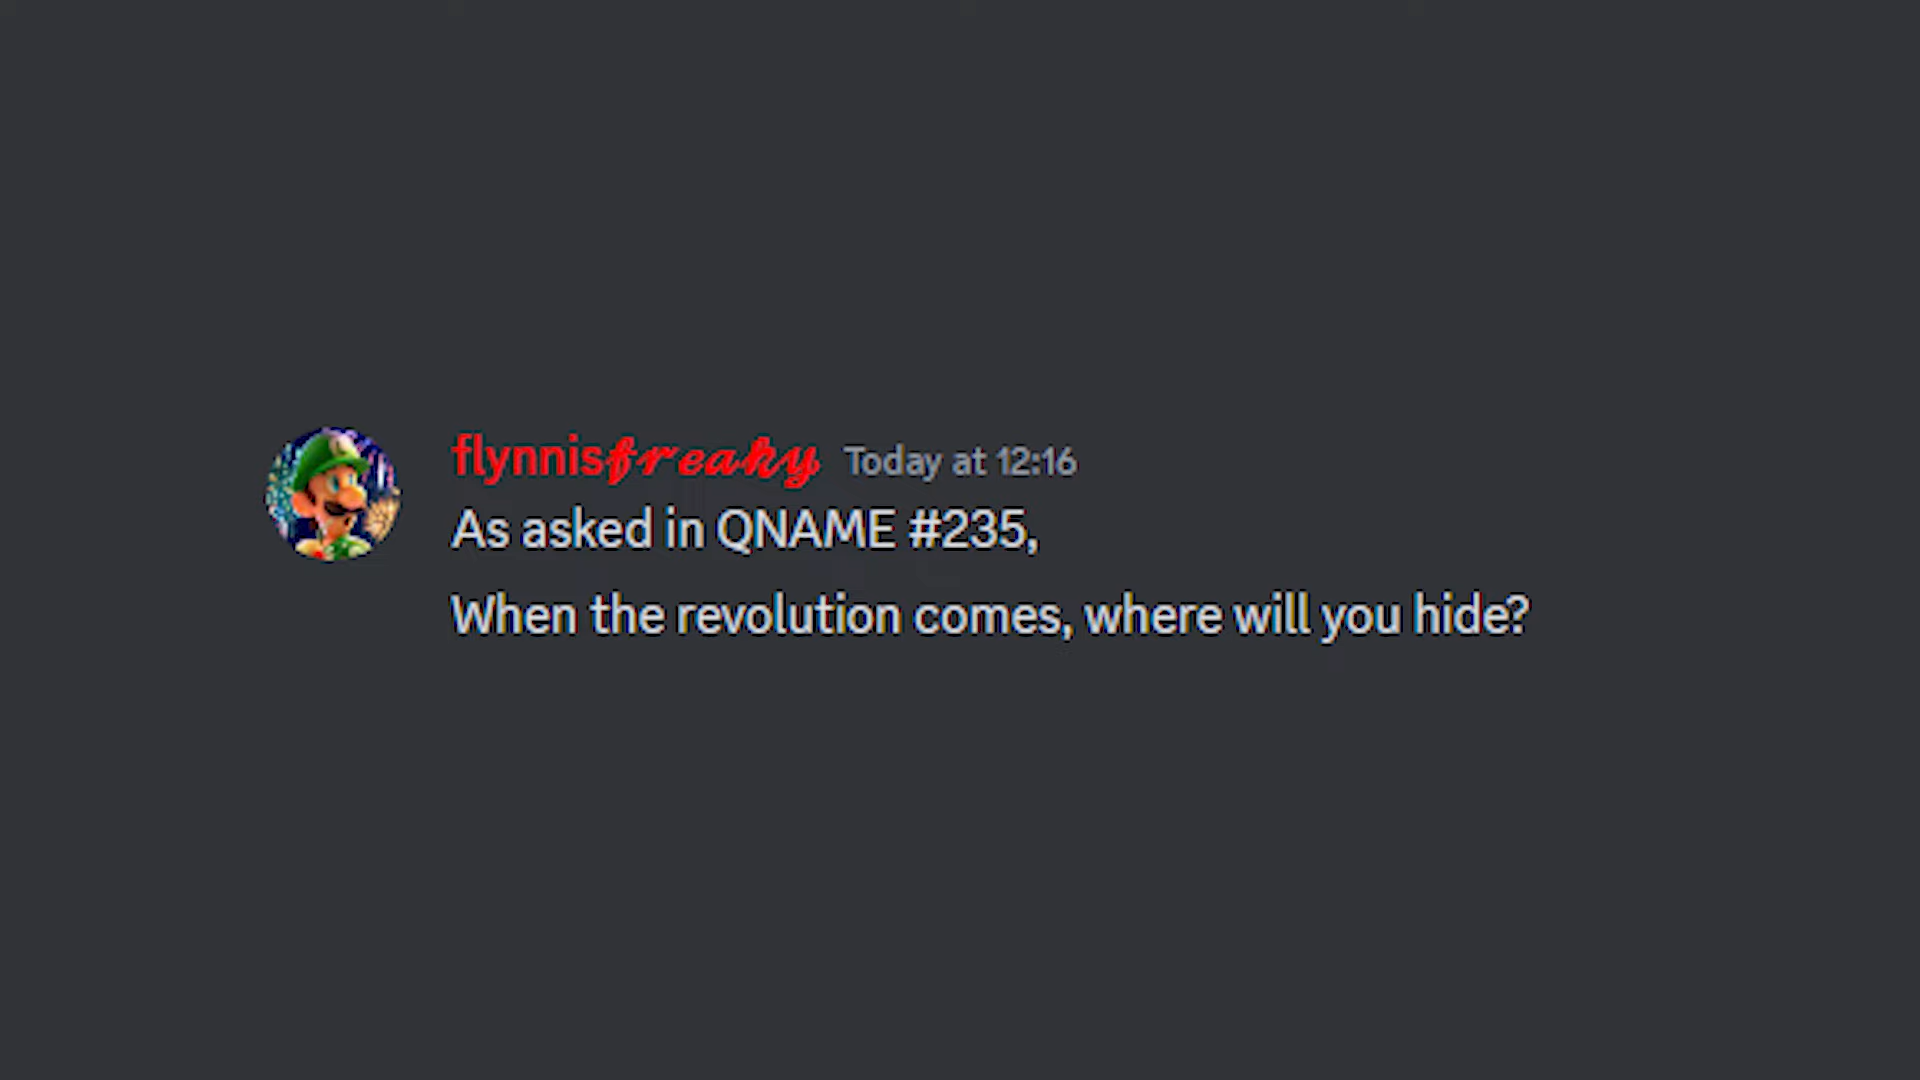 flynnis𝓯𝓻𝓮𝓪𝓴𝔂 Today at 12:16
As asked in QNAME #235,
When the revolution comes, where will you hide?